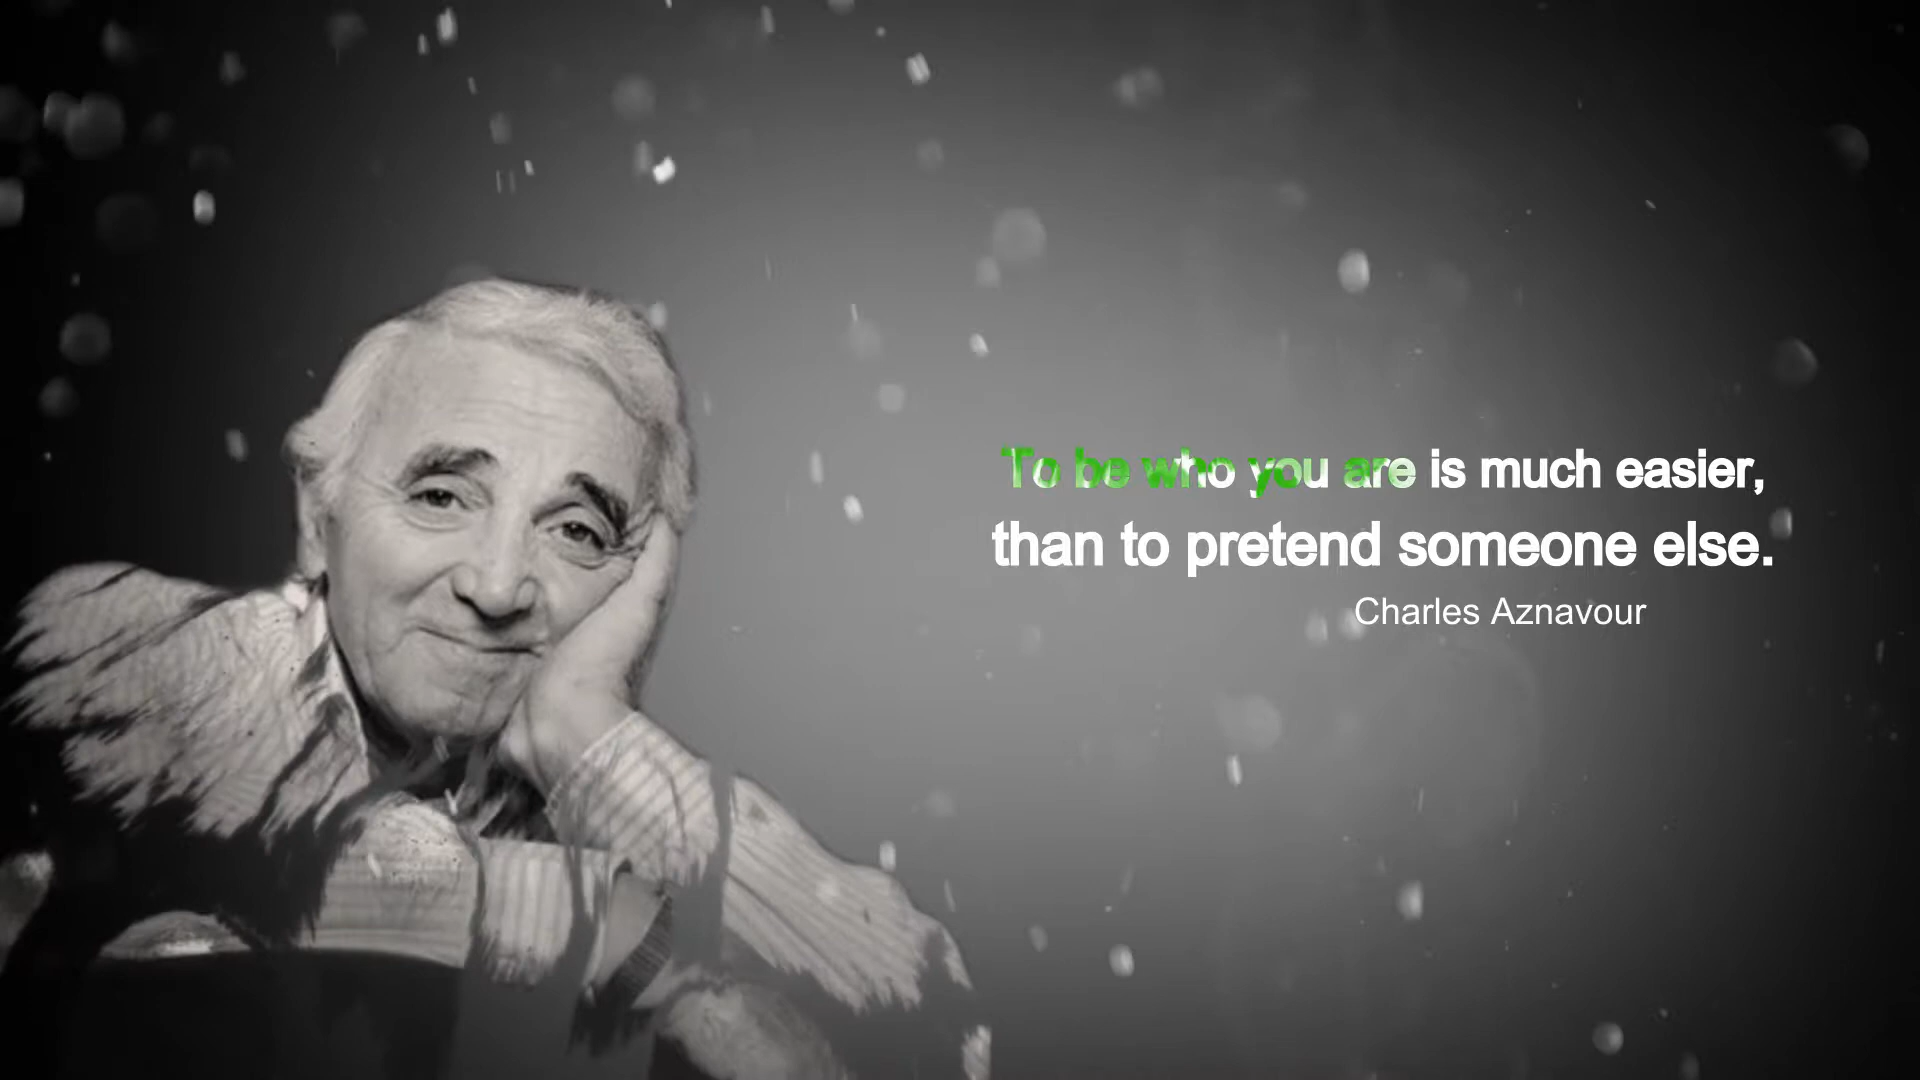 To be who you are is much easier,
than to pretend someone else.
Charles Aznavour